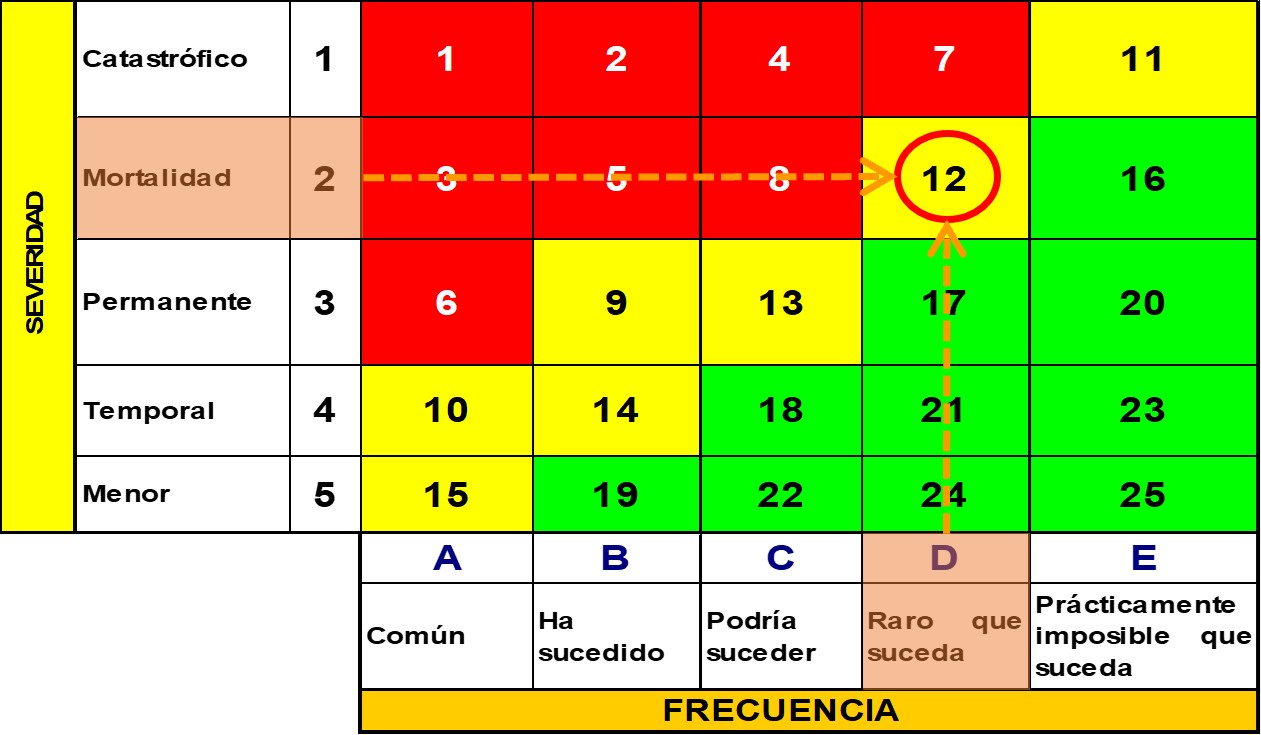 SEVERIDAD
Catastrófico 1 1 2 4 7 11
Mortalidad 2 3 5 8 12 16
Permanente 3 6 9 13 17 20
Temporal 4 10 14 18 21 23
Menor 5 15 19 22 24 25
A B C D E
Común
Ha
sucedido
Podría
suceder
Raro que
suceda
Prácticamente
imposible que
suceda
FRECUENCIA